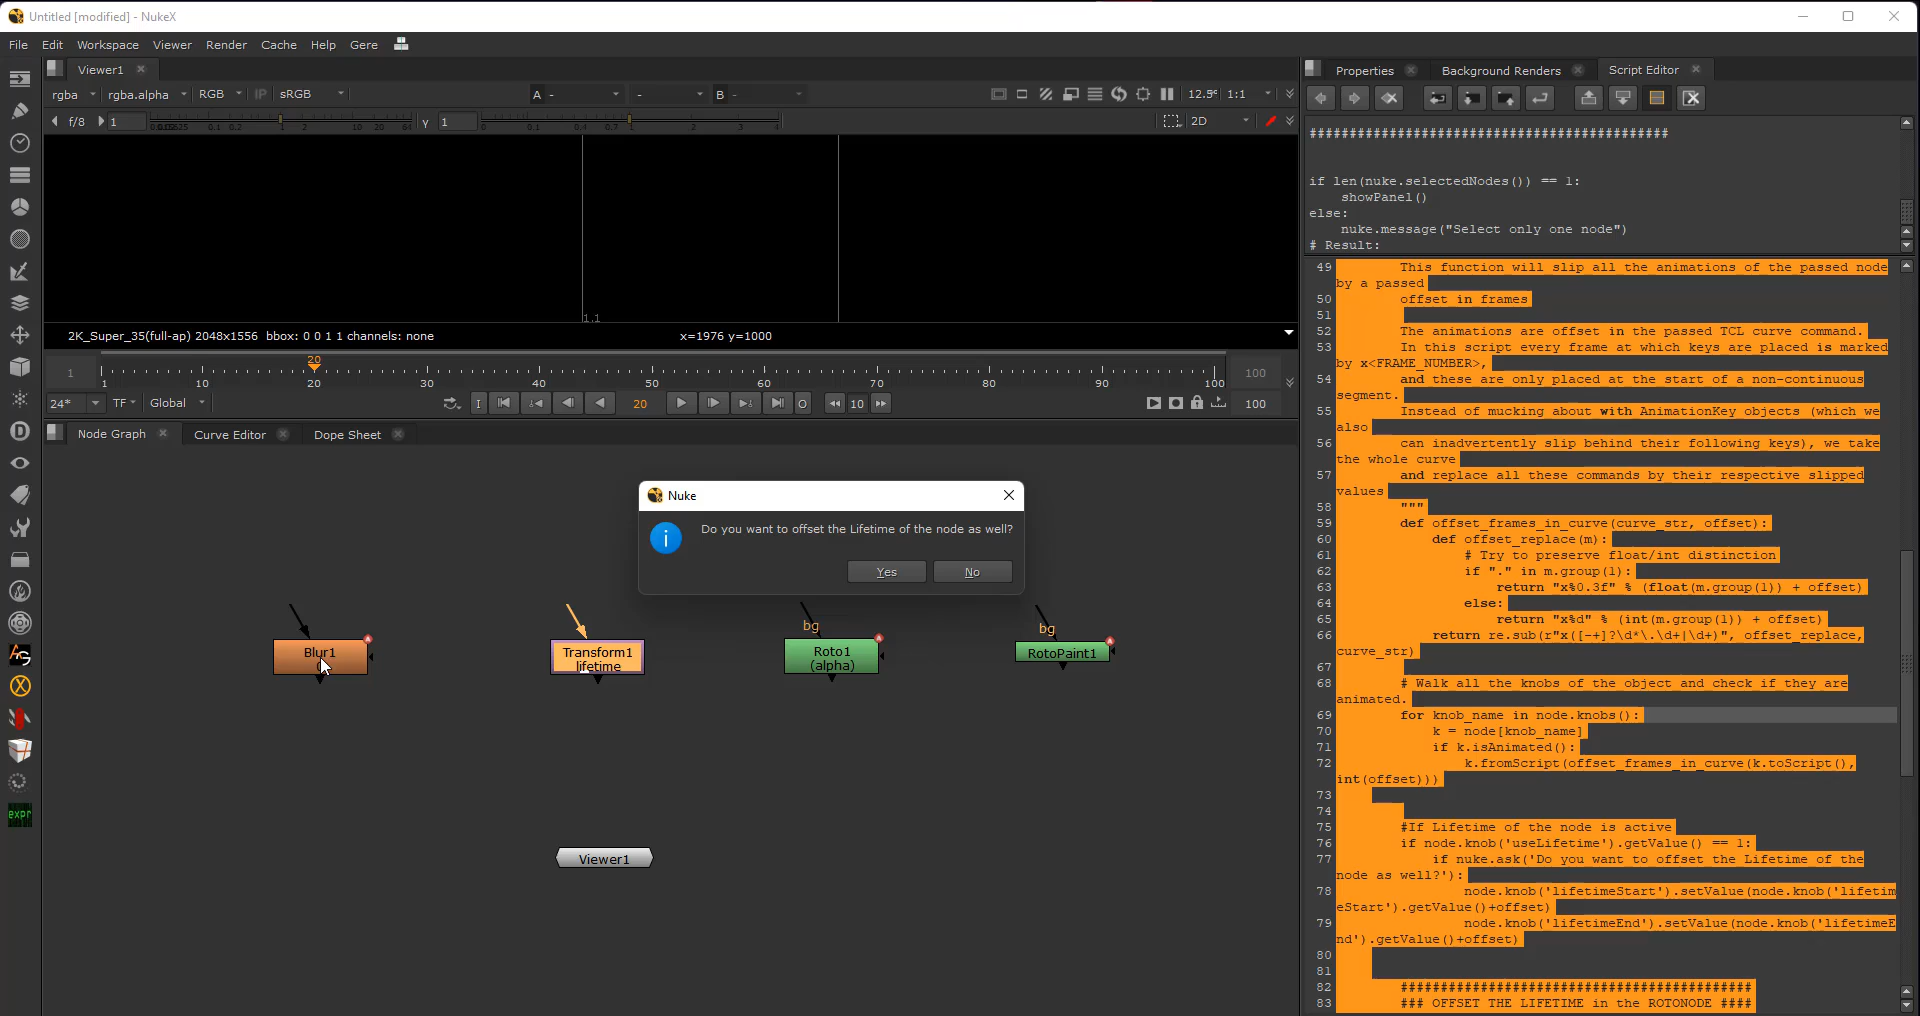 Untitled [modified] - NukeX
File Edit Workspace Viewer Render Cache Help Gere
Viewer1
rgba rgba.alpha RGB IP sRGB A - - B - 12.5% 1:1
f/8 1 γ 1 2D
1.1
2K_Super_35(full-ap) 2048x1556 bbox: 0 0 1 1 channels: none x=1976 y=1000
20
1 1 10 20 30 40 50 60 70 80 90 100 100
24* TF Global I 20 O 10 100
Node Graph Curve Editor Dope Sheet
Nuke
Do you want to offset the Lifetime of the node as well?
Yes No
bg bg
Blur1
Transform1
lifetime
Roto1
(alpha)
RotoPaint1
Viewer1
expr
Properties Background Renders Script Editor
#############################################
if len(nuke.selectedNodes()) == 1:
showPanel()
else:
nuke.message("Select only one node")
# Result:
49 This function will slip all the animations of the passed node
by a passed
50 offset in frames
51
52 The animations are offset in the passed TCL curve command.
53 In this script every frame at which keys are placed is marked
by x<FRAME_NUMBER>,
54 and these are only placed at the start of a non-continuous
segment.
55 Instead of mucking about with AnimationKey objects (which we
also
56 can inadvertently slip behind their following keys), we take
the whole curve
57 and replace all these commands by their respective slipped
values
58 """
59 def offset_frames_in_curve(curve_str, offset):
60 def offset_replace(m):
61 # Try to preserve float/int distinction
62 if "." in m.group(1):
63 return "x%0.3f" % (float(m.group(1)) + offset)
64 else:
65 return "x%d" % (int(m.group(1)) + offset)
66 return re.sub(r"x([-+]?\d*\.\d+|\d+)", offset_replace,
curve_str)
67
68 # Walk all the knobs of the object and check if they are
animated.
69 for knob_name in node.knobs():
70 k = node[knob_name]
71 if k.isAnimated():
72 k.fromScript(offset_frames_in_curve(k.toScript(),
int(offset)))
73
74
75 #If Lifetime of the node is active
76 if node.knob('useLifetime').getValue() == 1:
77 if nuke.ask('Do you want to offset the Lifetime of the
node as well?'):
78 node.knob('lifetimeStart').setValue(node.knob('lifetim
eStart').getValue()+offset)
79 node.knob('lifetimeEnd').setValue(node.knob('lifetimeE
nd').getValue()+offset)
80
81
82 ############################################
83 ### OFFSET THE LIFETIME in the ROTONODE ####